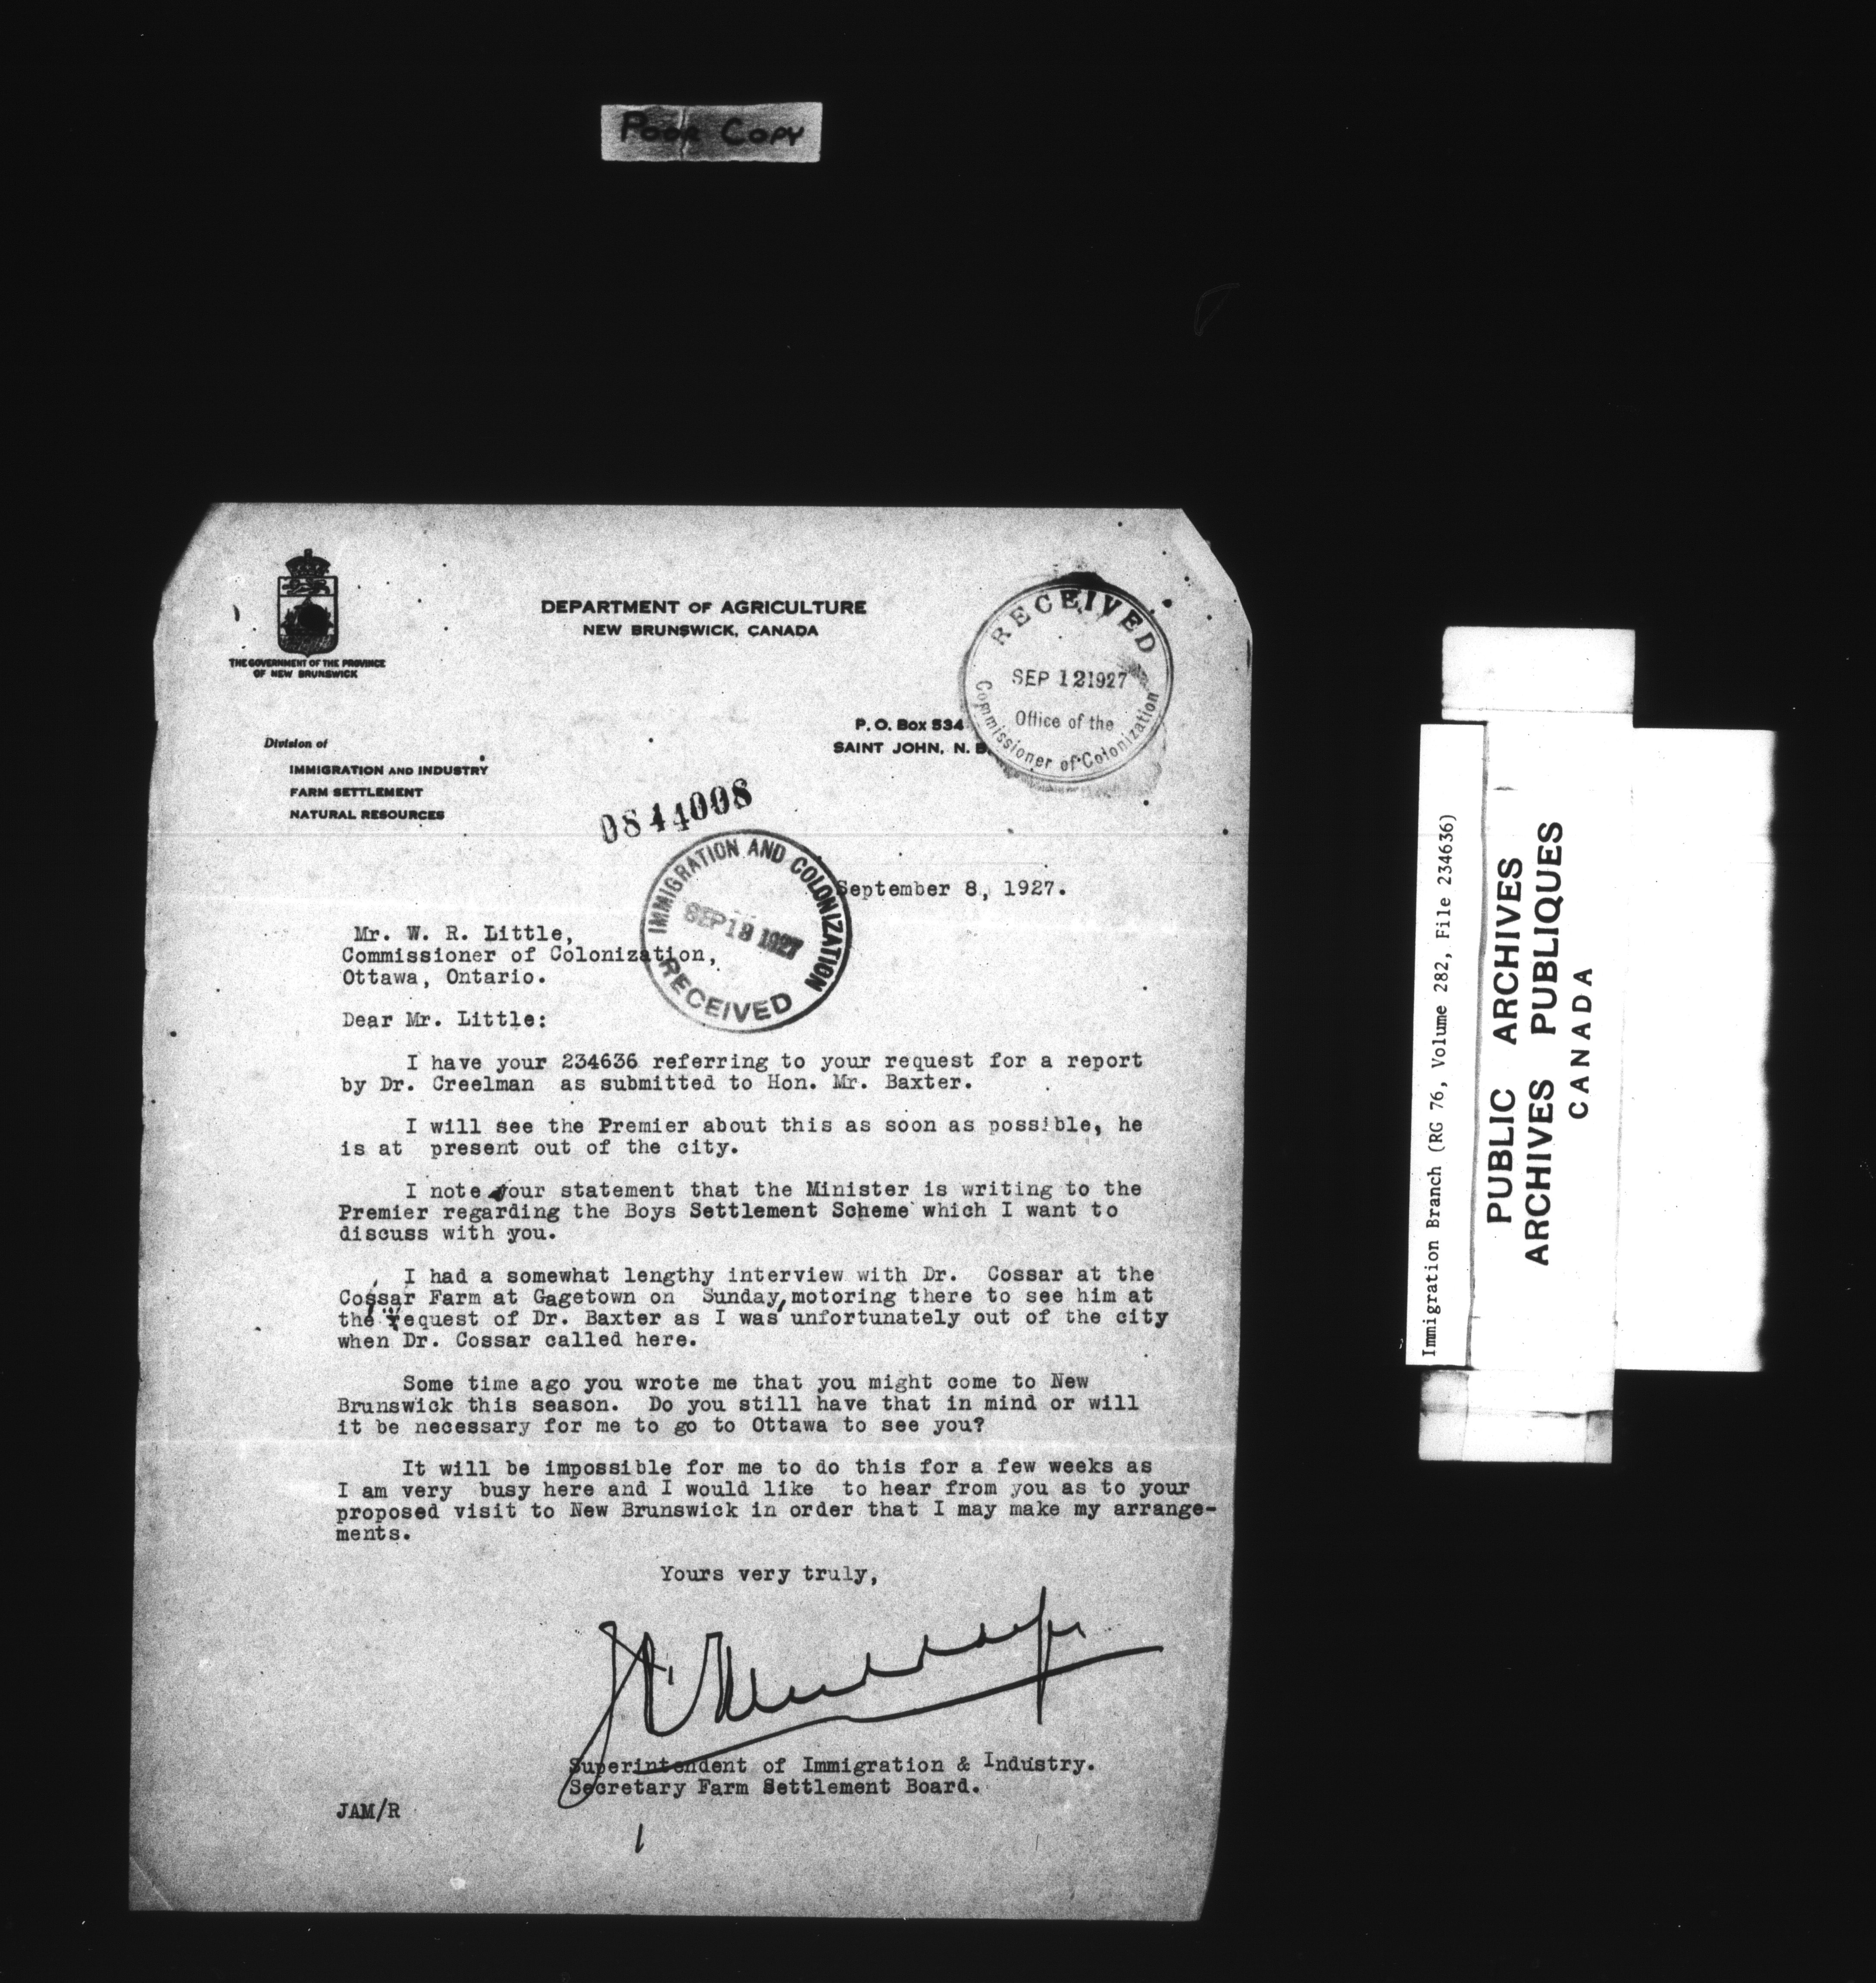 POOR COPY
THE GOVERNMENT OF THE PROVINCE
OF NEW BRUNSWICK
DEPARTMENT OF AGRICULTURE
NEW BRUNSWICK, CANADA
RECEIVED
SEP 12 1927
Office of the
Commissioner of Colonization
P. O. Box 534
SAINT JOHN, N. B.
Division of
IMMIGRATION AND INDUSTRY
FARM SETTLEMENT
NATURAL RESOURCES
0844008
IMMIGRATION AND COLONIZATION
1927
RECEIVED
September 8, 1927.
Mr. W. R. Little,
Commissioner of Colonization,
Ottawa, Ontario.
Dear Mr. Little:
I have your 234636 referring to your request for a report
by Dr. Creelman as submitted to Hon. Mr. Baxter.
I will see the Premier about this as soon as possible, he
is at present out of the city.
I note your statement that the Minister is writing to the
Premier regarding the Boys Settlement Scheme which I want to
discuss with you.
I had a somewhat lengthy interview with Dr. Cossar at the
Cossar Farm at Gagetown on Sunday, motoring there to see him at
the request of Dr. Baxter as I was unfortunately out of the city
when Dr. Cossar called here.
Some time ago you wrote me that you might come to New
Brunswick this season. Do you still have that in mind or will
it be necessary for me to go to Ottawa to see you?
It will be impossible for me to do this for a few weeks as
I am very busy here and I would like to hear from you as to your
proposed visit to New Brunswick in order that I may make my arrange-
ments.
Yours very truly,
Superintendent of Immigration & Industry.
Secretary Farm Settlement Board.
JAM/R
Immigration Branch (RG 76, Volume 282, File 234636)
PUBLIC ARCHIVES
ARCHIVES PUBLIQUES
CANADA